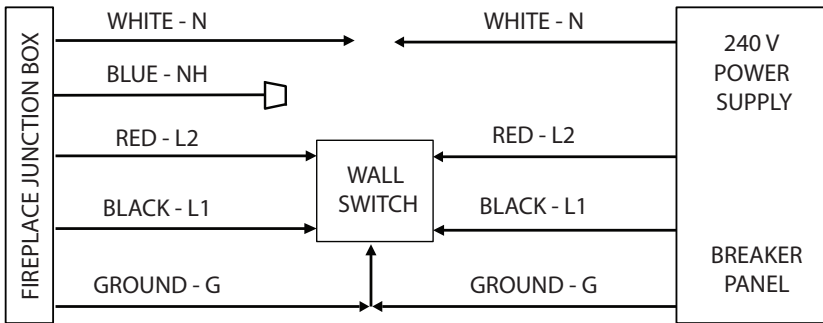 FIREPLACE JUNCTION BOX
WHITE - N
WHITE - N
BLUE - NH
RED - L2
RED - L2
WALL
SWITCH
BLACK - L1
BLACK - L1
GROUND - G
GROUND - G
240 V
POWER
SUPPLY
BREAKER
PANEL